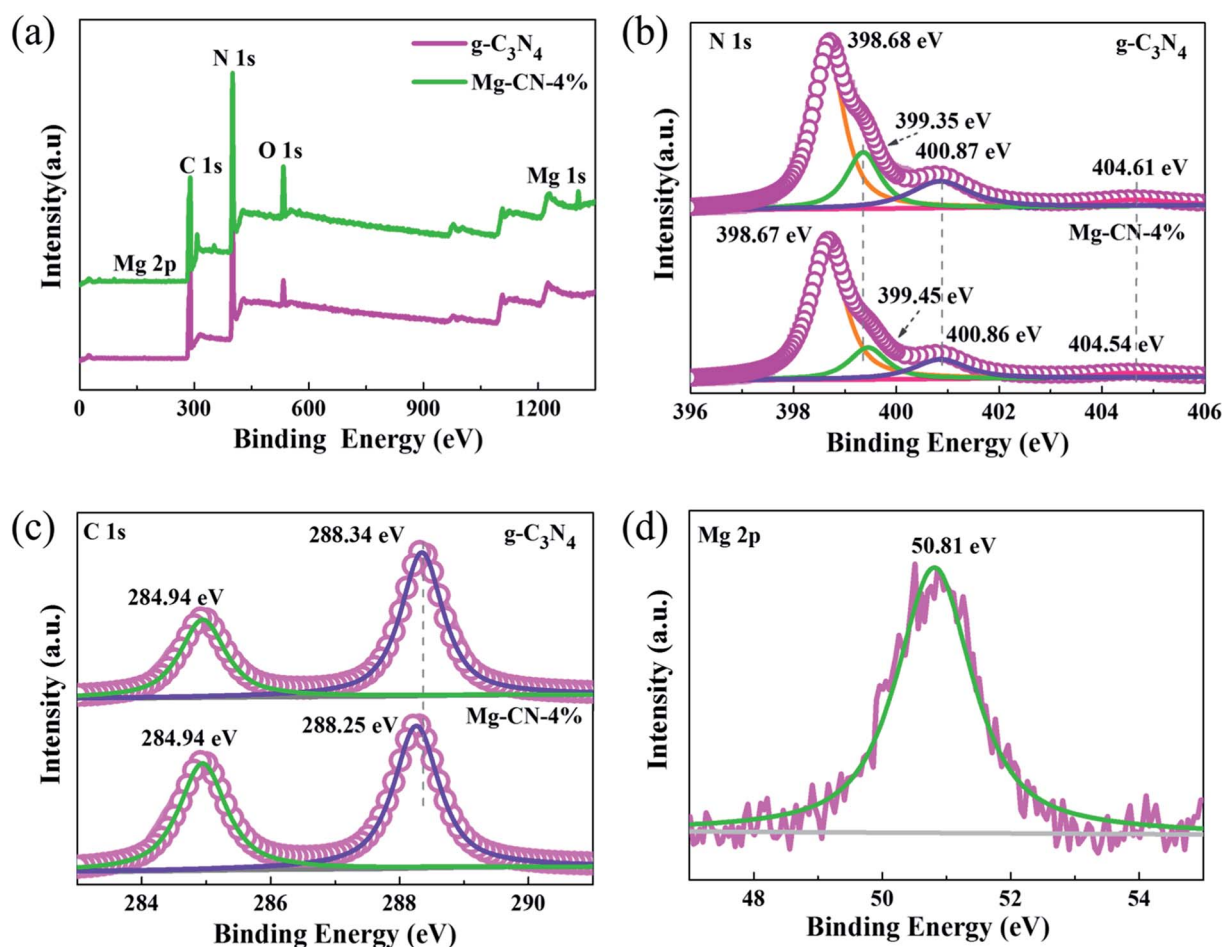 (a)
g-C₃N₄
Mg-CN-4%
N 1s
C 1s
O 1s
Mg 1s
Mg 2p
Intensity(a.u)
0 300 600 900 1200
Binding Energy (eV)
(b)
N 1s
g-C₃N₄
398.68 eV
399.35 eV
400.87 eV
404.61 eV
Mg-CN-4%
398.67 eV
399.45 eV
400.86 eV
404.54 eV
Intensity(a.u.)
396 398 400 402 404 406
Binding Energy (eV)
(c)
C 1s
g-C₃N₄
288.34 eV
284.94 eV
Mg-CN-4%
288.25 eV
284.94 eV
Intensity (a.u.)
284 286 288 290
Binding Energy (eV)
(d)
Mg 2p
50.81 eV
Intensity (a.u.)
48 50 52 54
Binding Energy (eV)